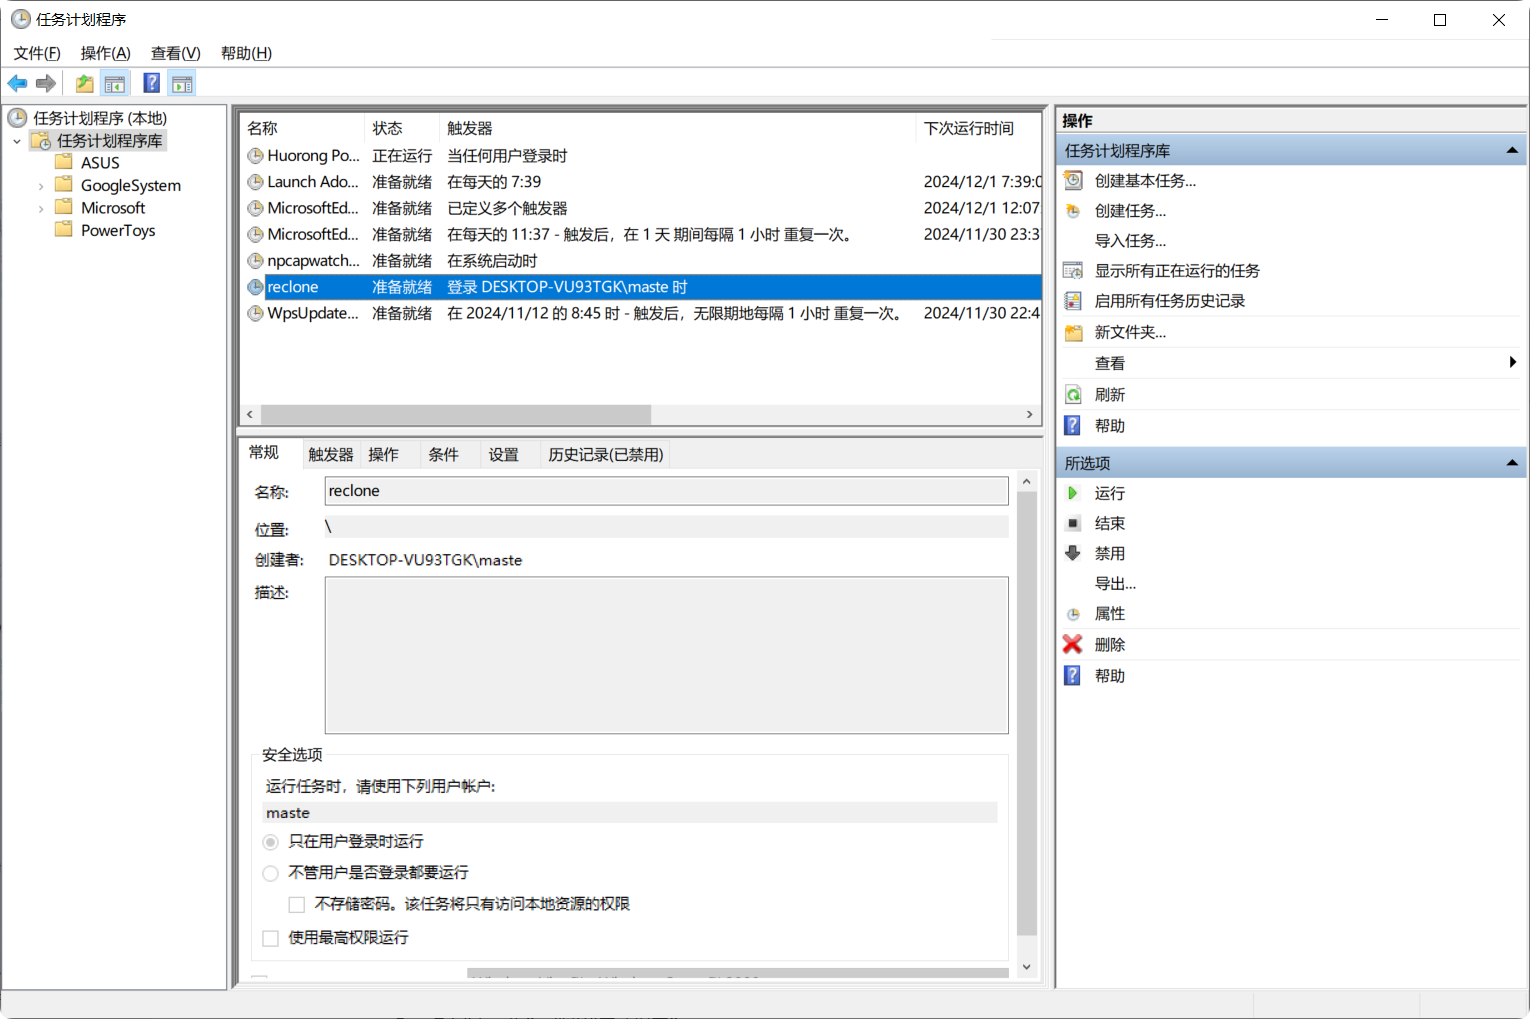 任务计划程序
文件(F) 操作(A) 查看(V) 帮助(H)
任务计划程序 (本地)
任务计划程序库
ASUS
GoogleSystem
Microsoft
PowerToys
名称 状态 触发器 下次运行时间
Huorong Po... 正在运行 当任何用户登录时
Launch Ado... 准备就绪 在每天的 7:39 2024/12/1 7:39:0
MicrosoftEd... 准备就绪 已定义多个触发器 2024/12/1 12:07:
MicrosoftEd... 准备就绪 在每天的 11:37 - 触发后，在 1 天 期间每隔 1 小时 重复一次。 2024/11/30 23:3
npcapwatch... 准备就绪 在系统启动时
reclone 准备就绪 登录 DESKTOP-VU93TGK\maste 时
WpsUpdate... 准备就绪 在 2024/11/12 的 8:45 时 - 触发后，无限期地每隔 1 小时 重复一次。 2024/11/30 22:4
常规 触发器 操作 条件 设置 历史记录(已禁用)
名称: reclone
位置: \
创建者: DESKTOP-VU93TGK\maste
描述:
安全选项
运行任务时，请使用下列用户帐户:
maste
只在用户登录时运行
不管用户是否登录都要运行
不存储密码。该任务将只有访问本地资源的权限
使用最高权限运行
操作
任务计划程序库
创建基本任务...
创建任务...
导入任务...
显示所有正在运行的任务
启用所有任务历史记录
新文件夹...
查看
刷新
帮助
所选项
运行
结束
禁用
导出...
属性
删除
帮助